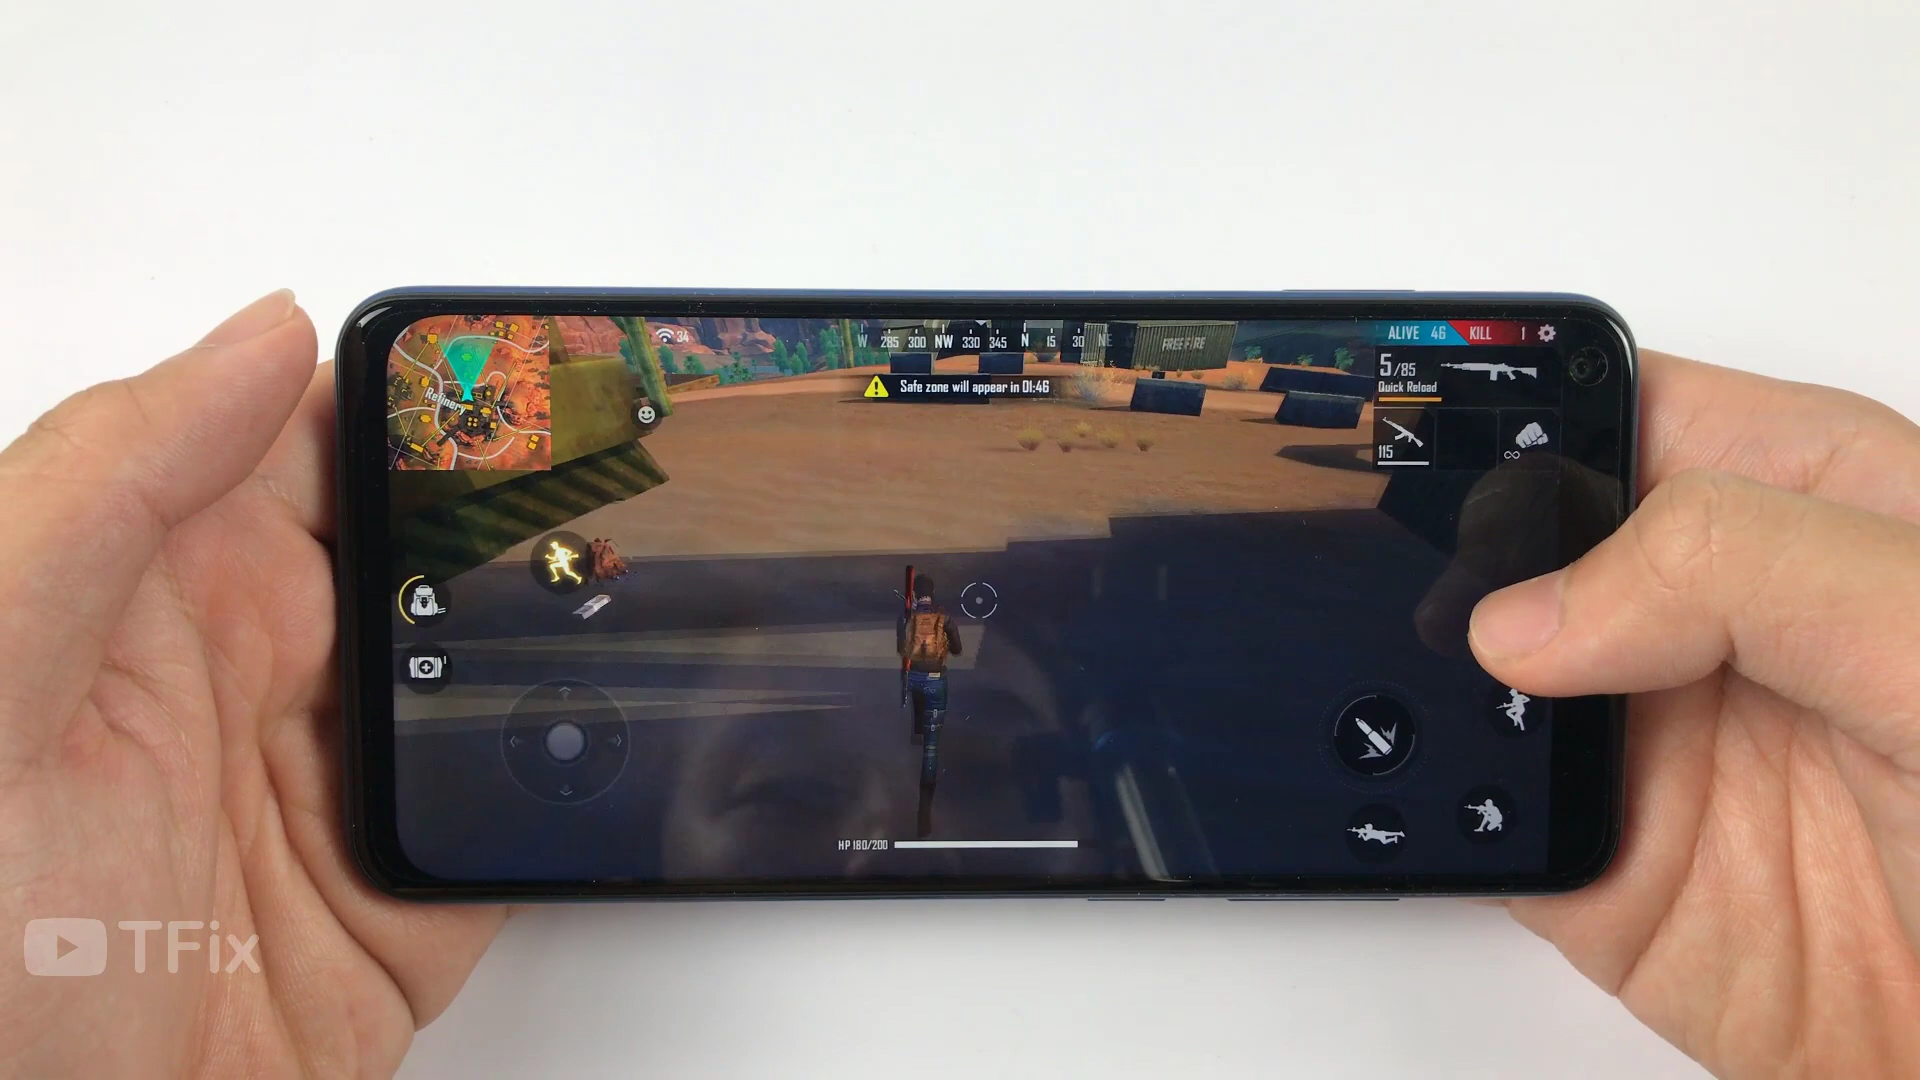 34
W 285 300 NW 330 345 N 15 30 NE
FREE FIRE
ALIVE 46 KILL 1
Safe zone will appear in 01:46
5/85
Quick Reload
Refinery
115
∞
1
HP 180/200
TFix